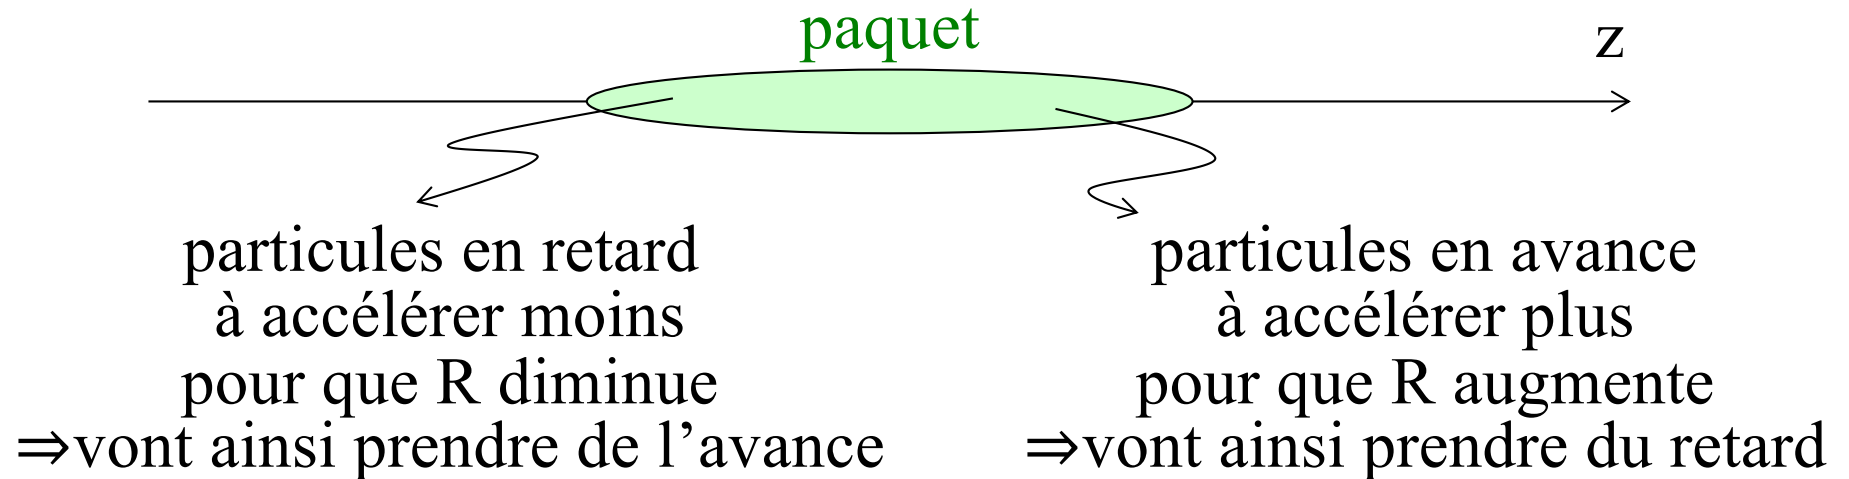 paquet
z
particules en retard
à accélérer moins
pour que R diminue
⇒vont ainsi prendre de l’avance
particules en avance
à accélérer plus
pour que R augmente
⇒vont ainsi prendre du retard